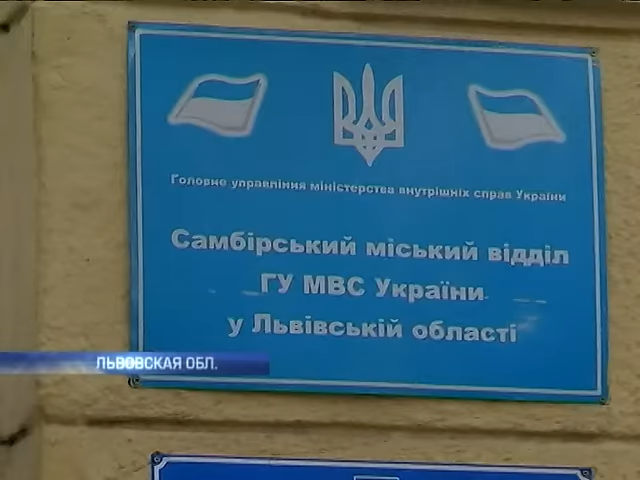 Головне управління міністерства внутрішніх справ України
Самбірський міський відділ
ГУ МВС України
у Львівській області
ЛЬВОВСКАЯ ОБЛ.